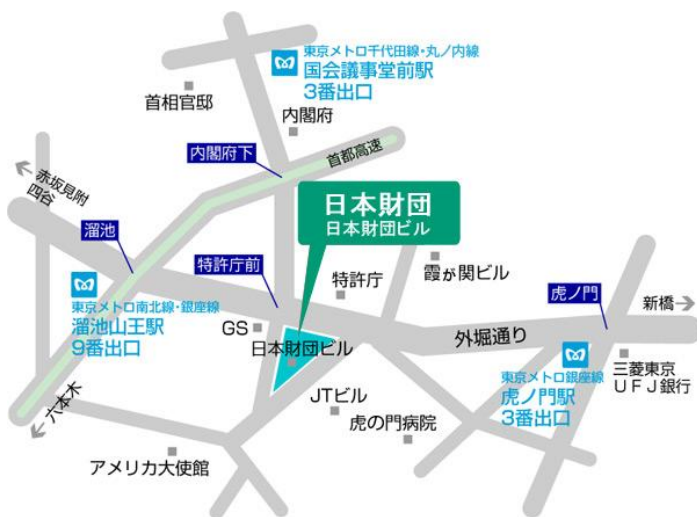 東京メトロ千代田線・丸ノ内線
国会議事堂前駅
3番出口
首相官邸
内閣府
内閣府下
首都高速
←
赤坂見附
四谷
日本財団
日本財団ビル
溜池
特許庁前
特許庁
霞が関ビル
虎ノ門
新橋→
東京メトロ南北線・銀座線
溜池山王駅
9番出口
GS
日本財団ビル
外堀通り
東京メトロ銀座線
虎ノ門駅
3番出口
三菱東京
UFJ銀行
←六本木
JTビル
虎の門病院
アメリカ大使館